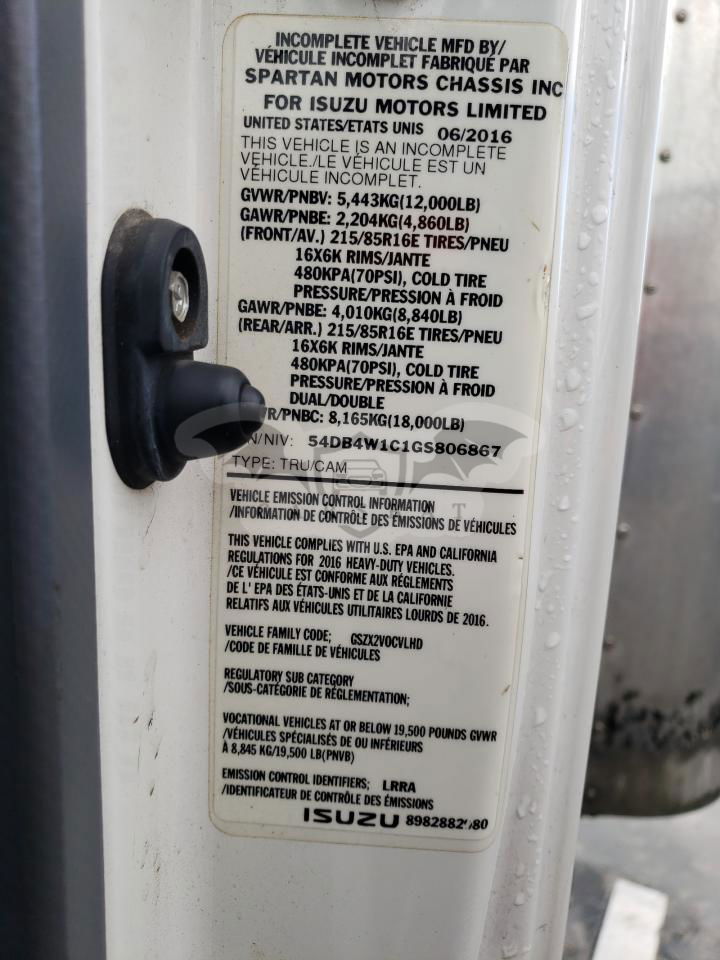 INCOMPLETE VEHICLE MFD BY/
VÉHICULE INCOMPLET FABRIQUÉ PAR
SPARTAN MOTORS CHASSIS INC
FOR ISUZU MOTORS LIMITED
UNITED STATES/ETATS UNIS 06/2016
THIS VEHICLE IS AN INCOMPLETE
VEHICLE./LE VÉHICULE EST UN
VÉHICULE INCOMPLET.
GVWR/PNBV: 5,443KG(12,000LB)
GAWR/PNBE: 2,204KG(4,860LB)
(FRONT/AV.) 215/85R16E TIRES/PNEU
16X6K RIMS/JANTE
480KPA(70PSI), COLD TIRE
PRESSURE/PRESSION À FROID
GAWR/PNBE: 4,010KG(8,840LB)
(REAR/ARR.) 215/85R16E TIRES/PNEU
16X6K RIMS/JANTE
480KPA(70PSI), COLD TIRE
PRESSURE/PRESSION À FROID
DUAL/DOUBLE
WR/PNBC: 8,165KG(18,000LB)
N/NIV: 54DB4W1C1GS806867
TYPE: TRU/CAM
VEHICLE EMISSION CONTROL INFORMATION
/INFORMATION DE CONTRÔLE DES ÉMISSIONS DE VÉHICULES
THIS VEHICLE COMPLIES WITH U.S. EPA AND CALIFORNIA
REGULATIONS FOR 2016 HEAVY-DUTY VEHICLES.
/CE VÉHICULE EST CONFORME AUX RÉGLEMENTS
DE L' EPA DES ÉTATS-UNIS ET DE LA CALIFORNIE
RELATIFS AUX VÉHICULES UTILITAIRES LOURDS DE 2016.
VEHICLE FAMILY CODE; GSZX2VOCVLHD
/CODE DE FAMILLE DE VÉHICULES
REGULATORY SUB CATEGORY
/SOUS-CATÉGORIE DE RÉGLEMENTATION;
VOCATIONAL VEHICLES AT OR BELOW 19,500 POUNDS GVWR
/VÉHICULES SPÉCIALISÉS DE OU INFÉRIEURS
À 8,845 KG/19,500 LB(PNVB)
EMISSION CONTROL IDENTIFIERS; LRRA
/IDENTIFICATEUR DE CONTRÔLE DES ÉMISSIONS
ISUZU